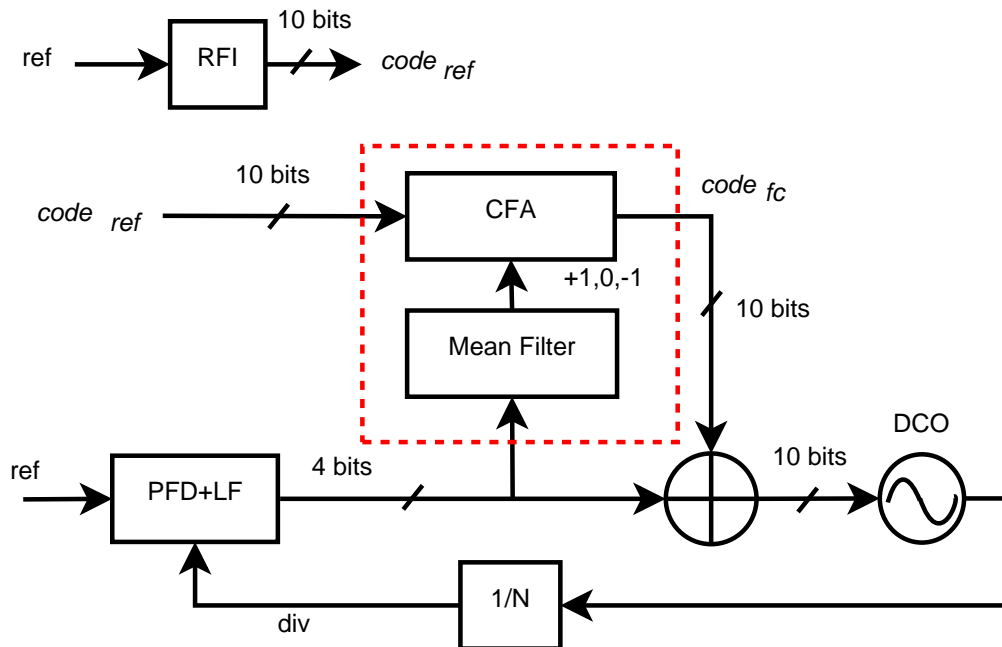 10 bits
ref
RFI
code ref
10 bits
code ref
CFA
code fc
+1,0,-1
10 bits
Mean Filter
DCO
ref
4 bits
10 bits
PFD+LF
1/N
div